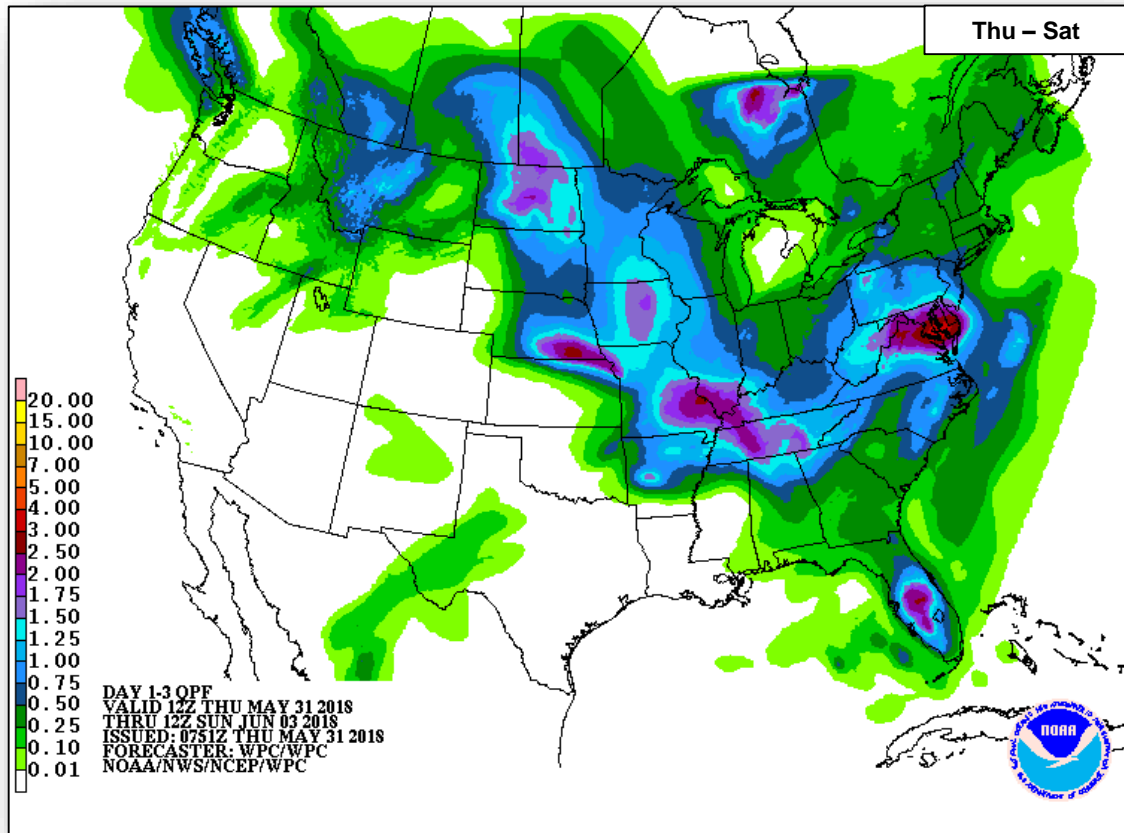 Thu – Sat
20.00
15.00
10.00
7.00
5.00
4.00
3.00
2.50
2.00
1.75
1.50
1.25
1.00
0.75
0.50
0.25
0.10
0.01
DAY 1-3 QPF
VALID 12Z THU MAY 31 2018
THRU 12Z SUN JUN 03 2018
ISSUED: 0751Z THU MAY 31 2018
FORECASTER: WPC/WPC
NOAA/NWS/NCEP/WPC
NOAA